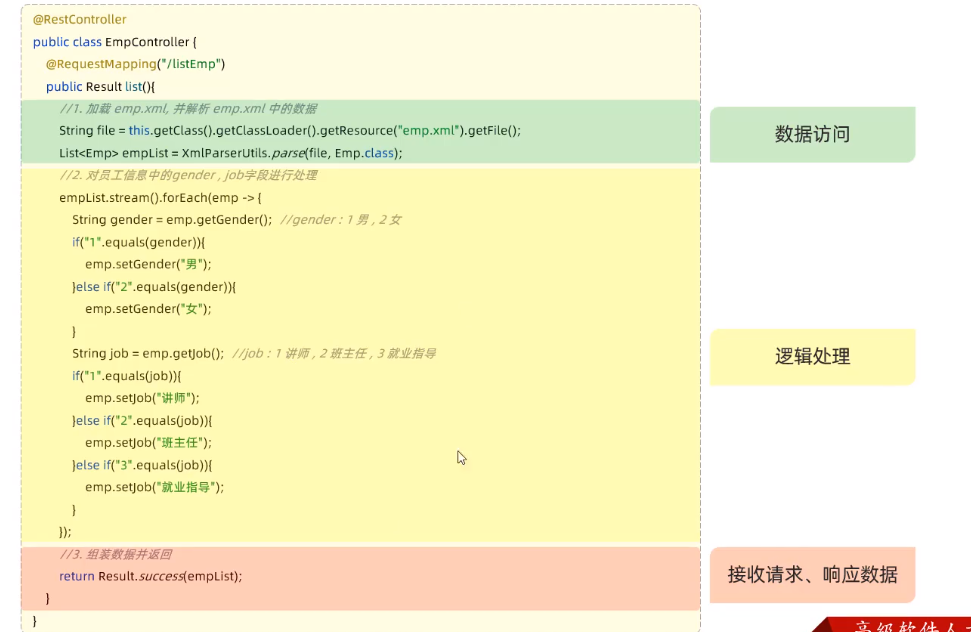 @RestController
public class EmpController {
@RequestMapping("/listEmp")
public Result list(){
//1. 加载 emp.xml, 并解析 emp.xml 中的数据
String file = this.getClass().getClassLoader().getResource("emp.xml").getFile();
List<Emp> empList = XmlParserUtils.parse(file, Emp.class);
数据访问
//2. 对员工信息中的gender , job字段进行处理
empList.stream().forEach(emp -> {
String gender = emp.getGender(); //gender : 1 男 , 2 女
if("1".equals(gender)){
emp.setGender("男");
}else if("2".equals(gender)){
emp.setGender("女");
}
String job = emp.getJob(); //job : 1 讲师 , 2 班主任 , 3 就业指导
if("1".equals(job)){
emp.setJob("讲师");
}else if("2".equals(job)){
emp.setJob("班主任");
}else if("3".equals(job)){
emp.setJob("就业指导");
}
});
逻辑处理
//3. 组装数据并返回
return Result.success(empList);
}
}
接收请求、响应数据
高级软件人